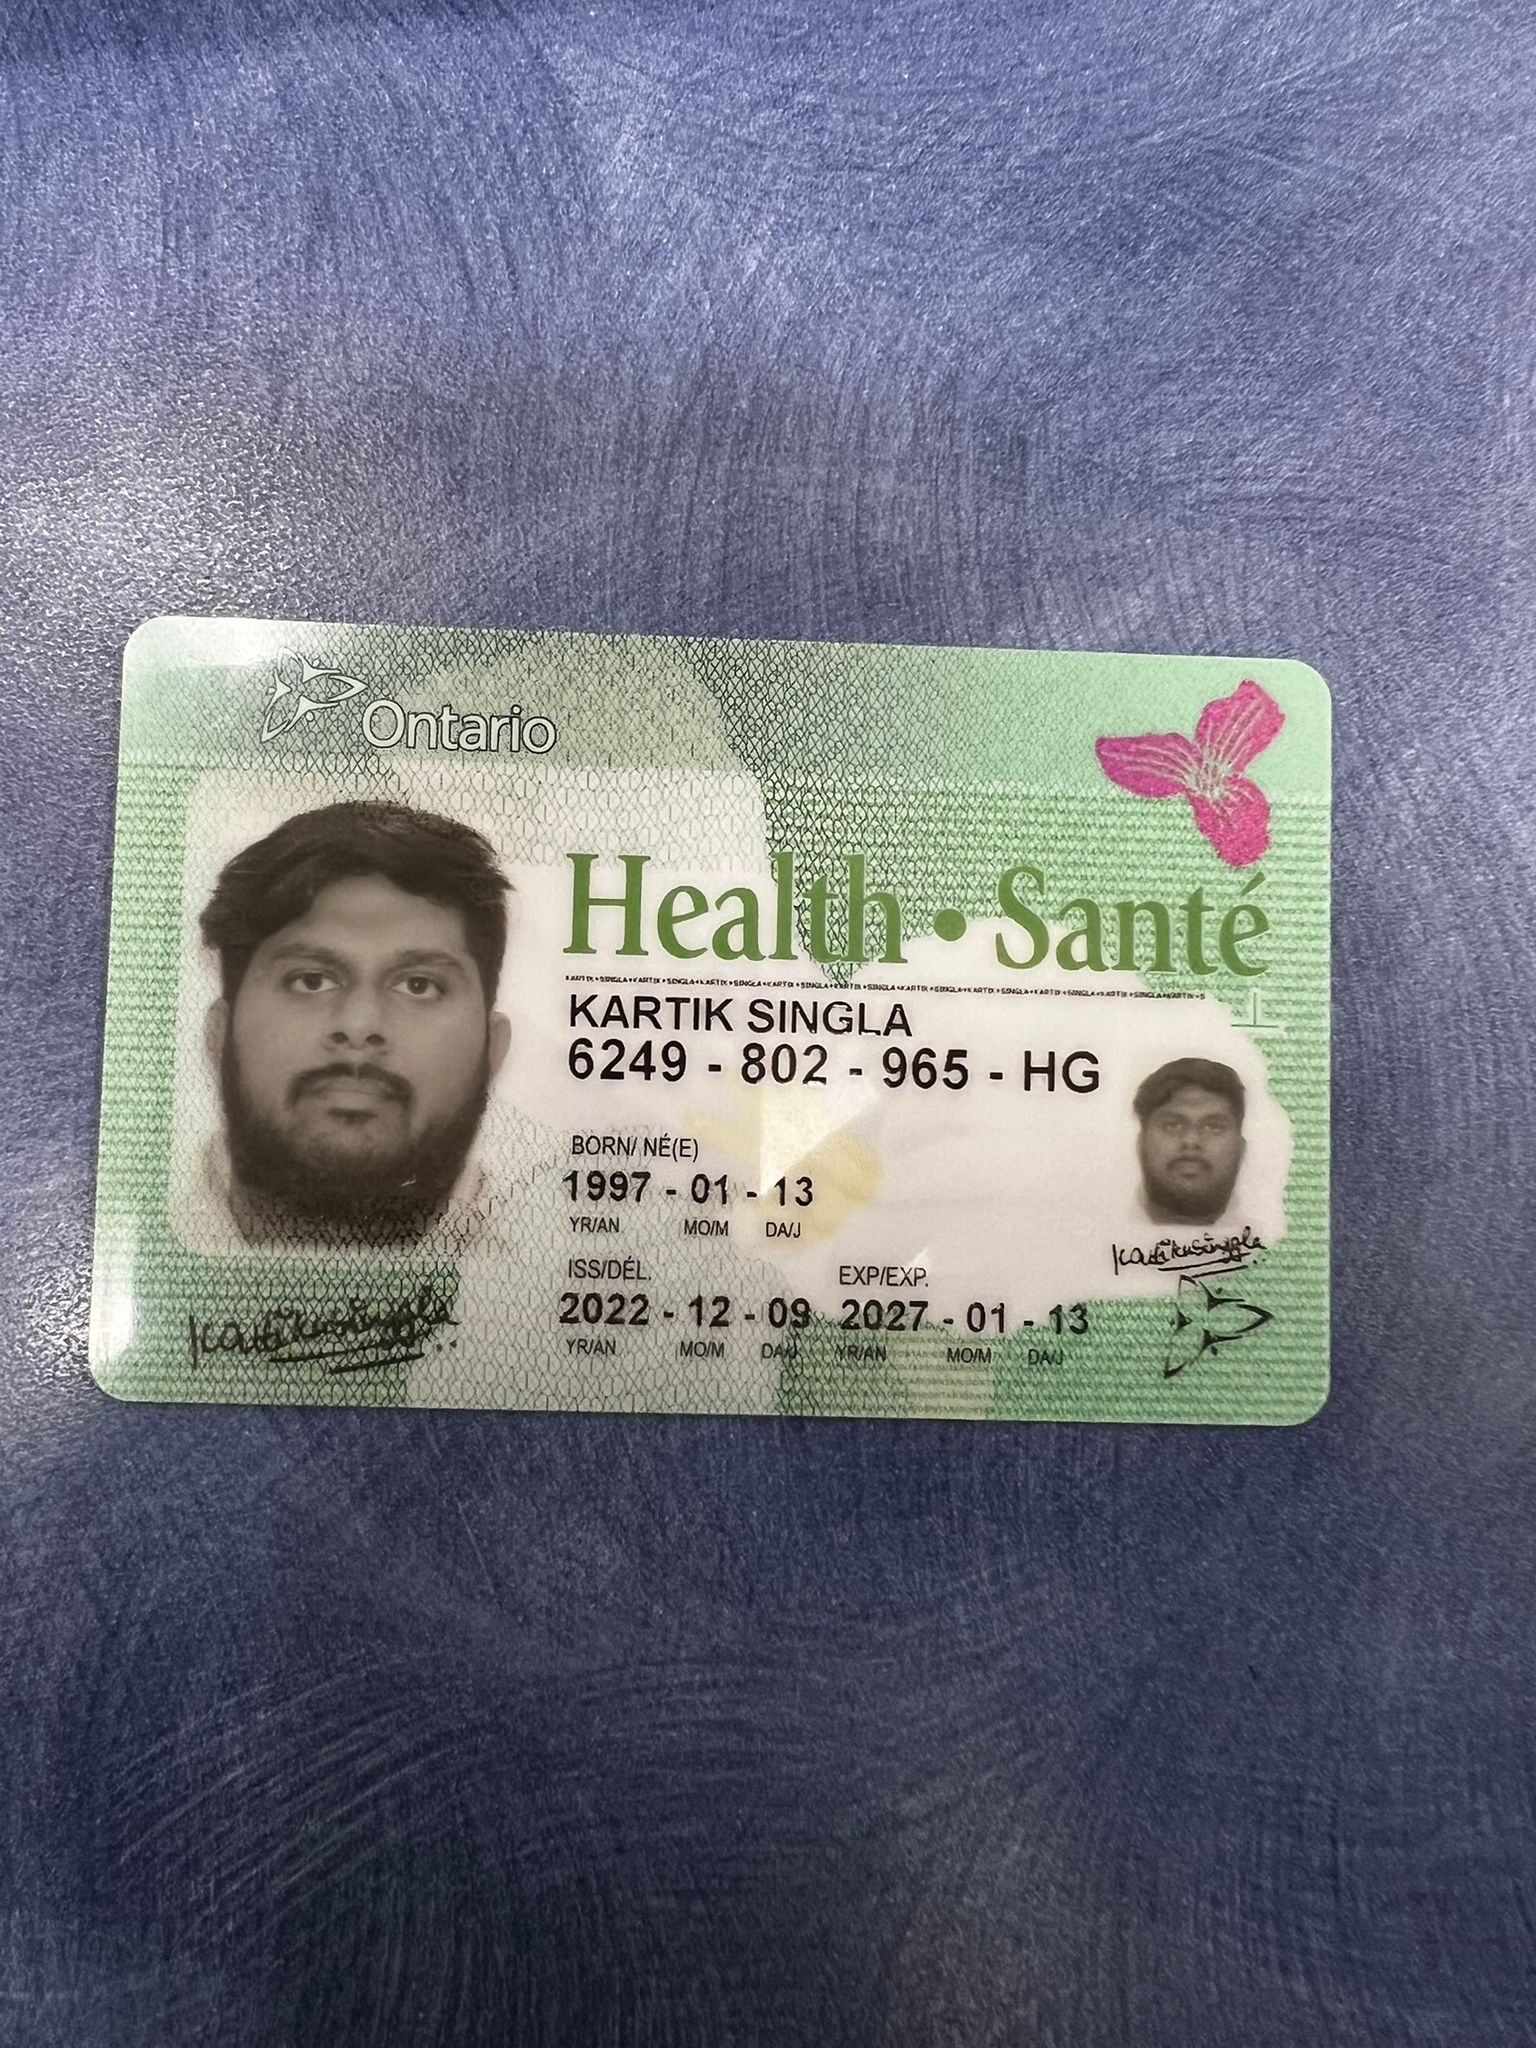 Ontario
Health • Santé
KARTIK SINGLA
6249 - 802 - 965 - HG
BORN/ NÉ(E)
1997 - 01 - 13
YR/AN MO/M DA/J
ISS/DÉL. EXP/EXP.
2022 - 12 - 09 2027 - 01 - 13
YR/AN MO/M DA/J YR/AN MO/M DA/J
Kartik Singla
Kartik Singla